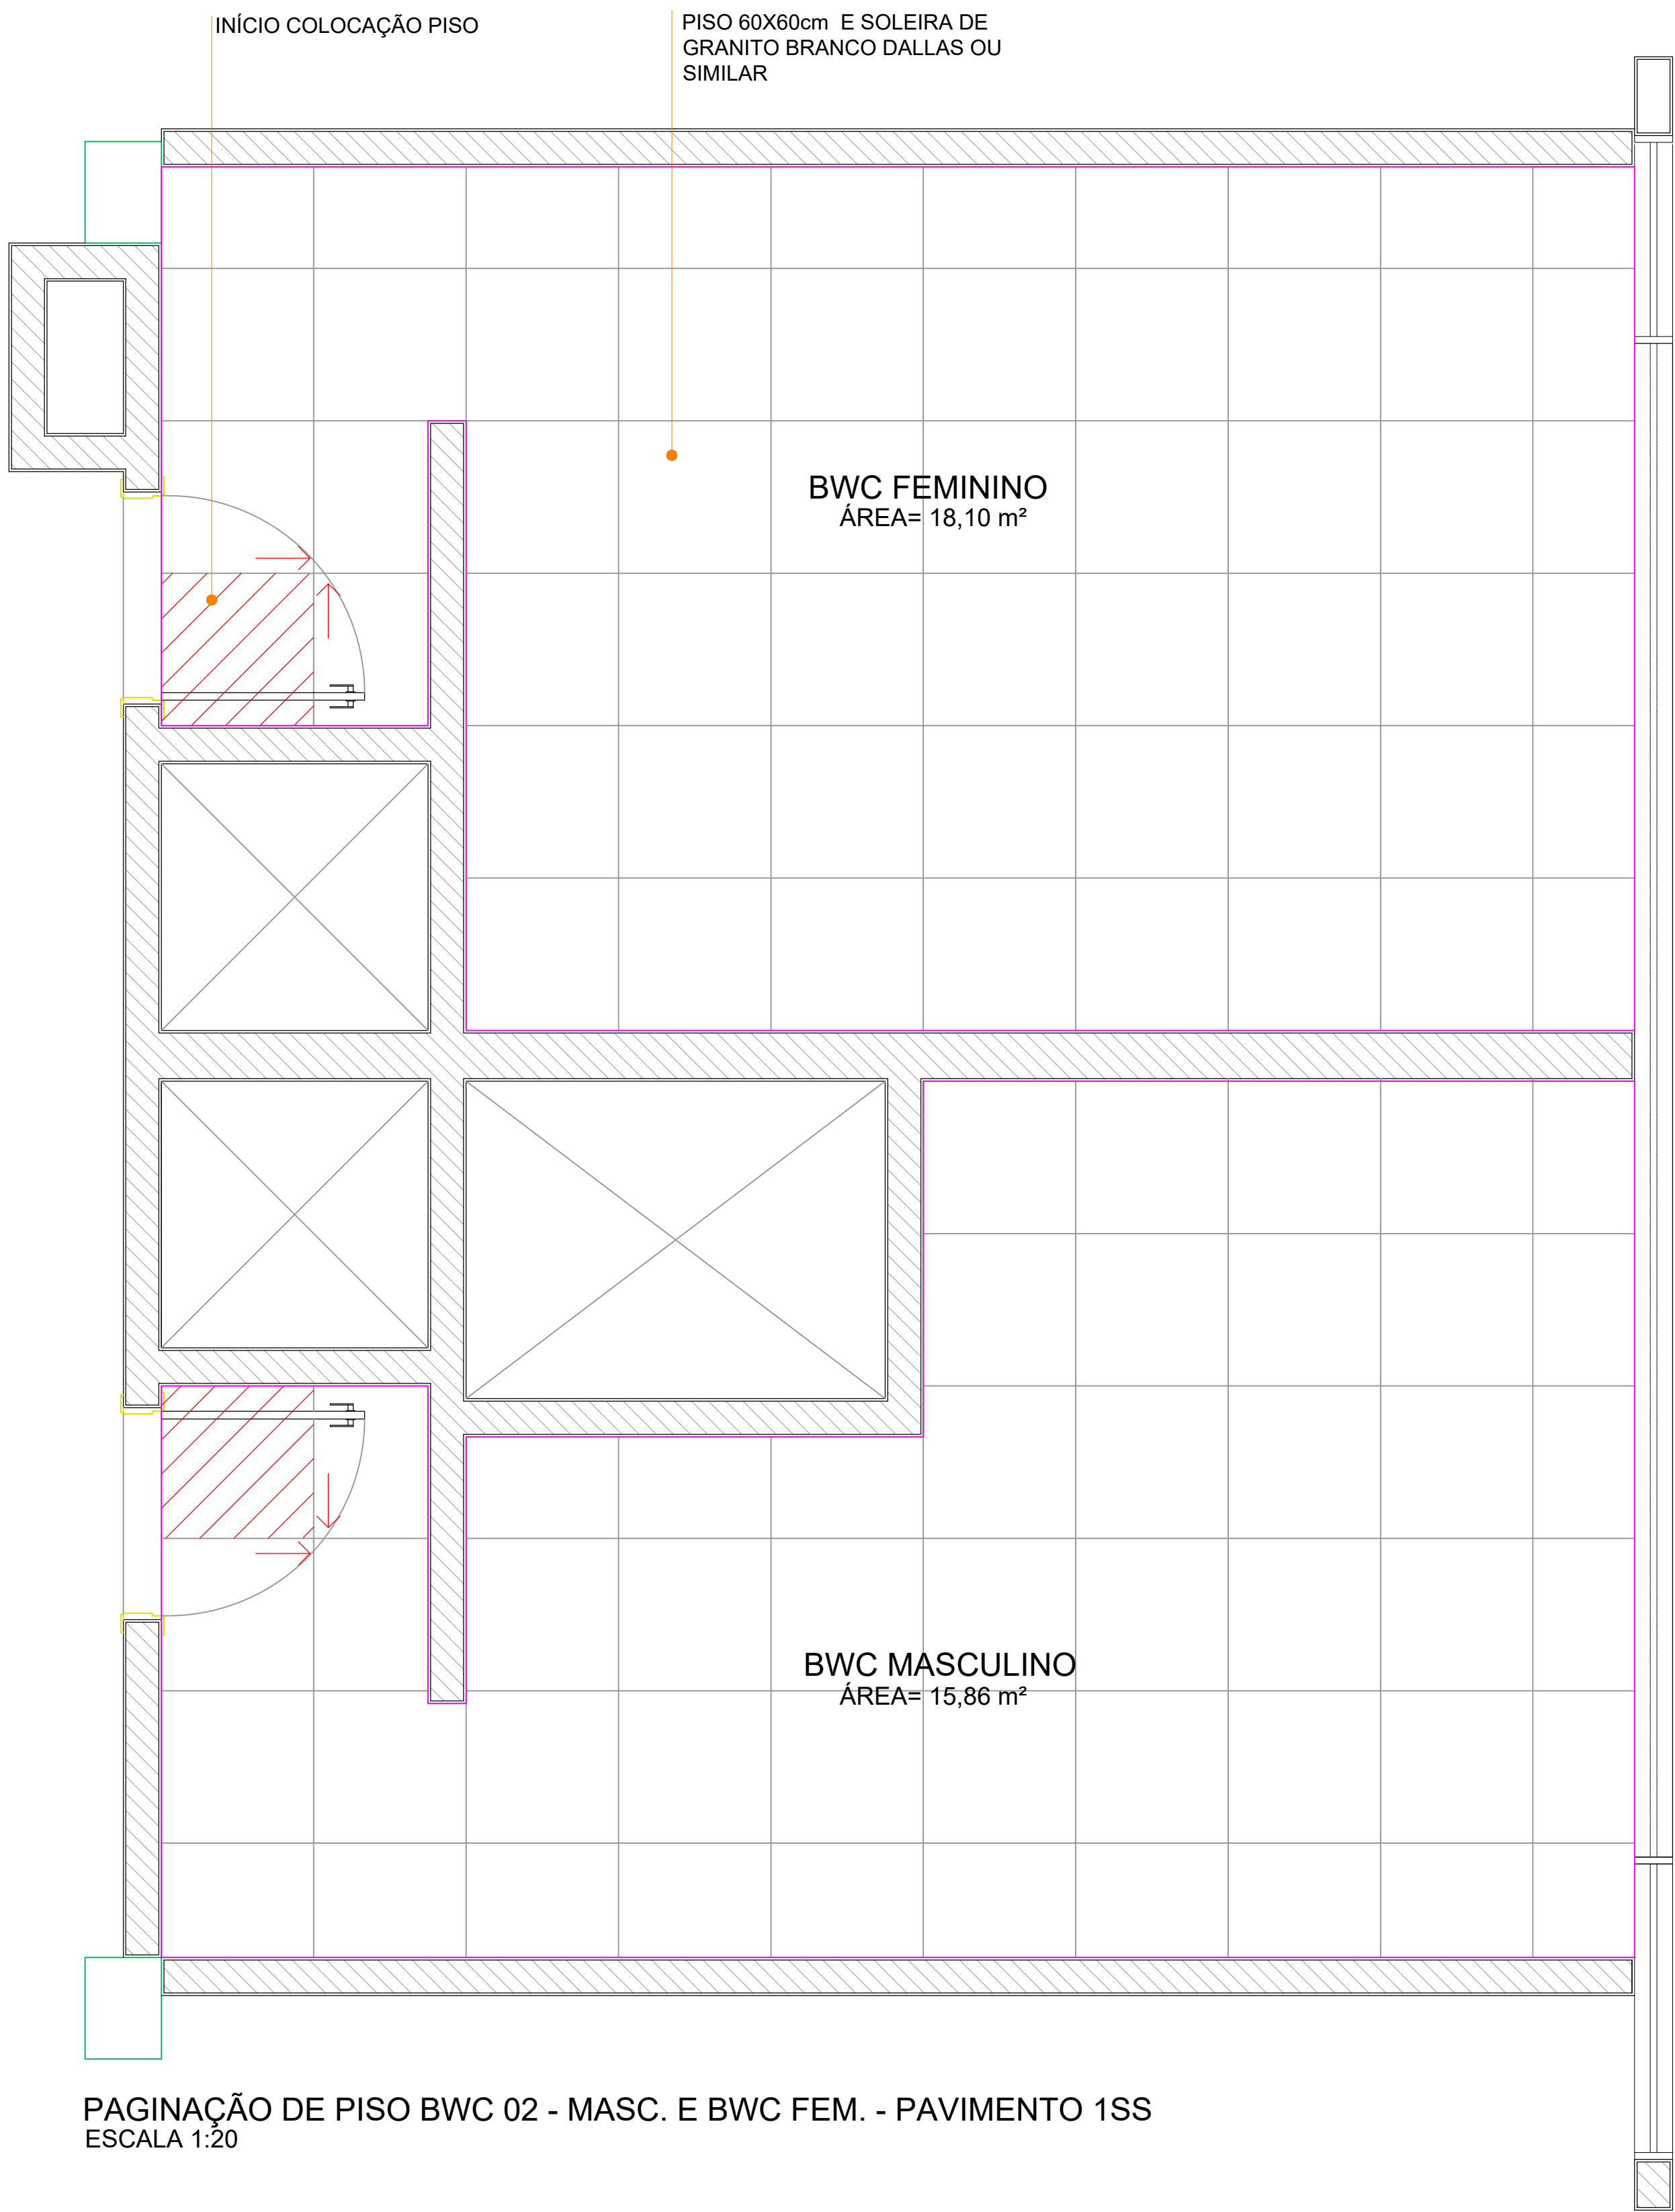 INÍCIO COLOCAÇÃO PISO
PISO 60X60cm E SOLEIRA DE
GRANITO BRANCO DALLAS OU
SIMILAR
BWC FEMININO
ÁREA= 18,10 m²
BWC MASCULINO
ÁREA= 15,86 m²
PAGINAÇÃO DE PISO BWC 02 - MASC. E BWC FEM. - PAVIMENTO 1SS
ESCALA 1:20